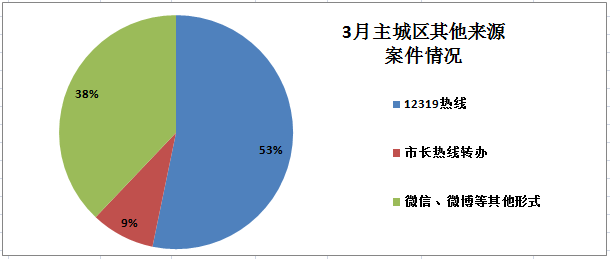 3月主城区其他来源
案件情况
38%
53%
9%
12319热线
市长热线转办
微信、微博等其他形式